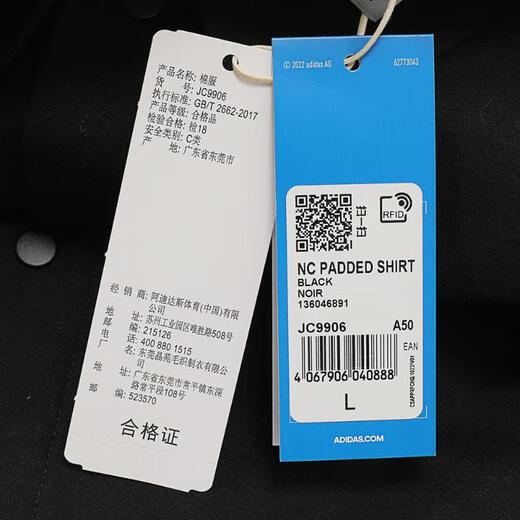 产品名称: 棉服
货 号: JC9906
执行标准: GB/T 2662-2017
产品等级: 合格品
检验合格: 检18
安全类别: C类
产 地: 广东省东莞市
经 销 商: 阿迪达斯体育(中国)有限
公司
地 址: 苏州工业园区唯胜路508号
邮 编: 215126
电 话: 400 880 1515
厂 名: 东莞晶苑毛织制衣有限公
司
地 址: 广东省东莞市常平镇东深
路常平段108号
邮 编: 523570
合格证
© 2022 adidas AG
62773043
扫一扫
RFID
NC PADDED SHIRT
BLACK
NOIR
136046891
JC9906
A50
EAN
4 067906 040888
L
ADIDAS.COM